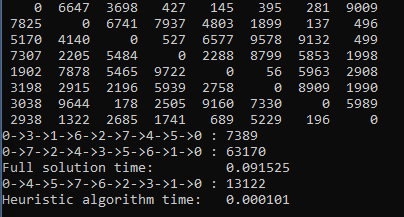 0 6647 3698 427 145 395 281 9009
7825 0 6741 7937 4803 1899 137 496
5170 4140 0 527 6577 9578 9132 499
7307 2205 5484 0 2288 8799 5853 1998
1902 7878 5465 9722 0 56 5963 2908
3198 2915 2196 5939 2758 0 8909 1990
3038 9644 178 2505 9160 7330 0 5989
2938 1322 2685 1741 689 5229 196 0
0->3->1->6->2->7->4->5->0 : 7389
0->7->2->4->3->5->6->1->0 : 63170
Full solution time: 0.091525
0->4->5->7->6->2->3->1->0 : 13122
Heuristic algorithm time: 0.000101